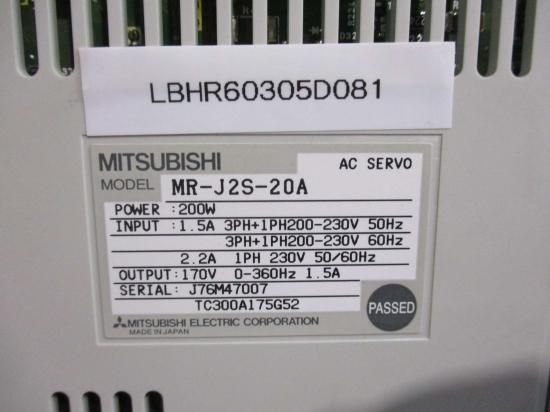 LBHR60305D081
MITSUBISHI AC SERVO
MODEL MR-J2S-20A
POWER :200W
INPUT :1.5A 3PH+1PH200-230V 50Hz
3PH+1PH200-230V 60Hz
2.2A 1PH 230V 50/60Hz
OUTPUT:170V 0-360Hz 1.5A
SERIAL: J76M47007
TC300A175G52
PASSED
MITSUBISHI ELECTRIC CORPORATION
MADE IN JAPAN